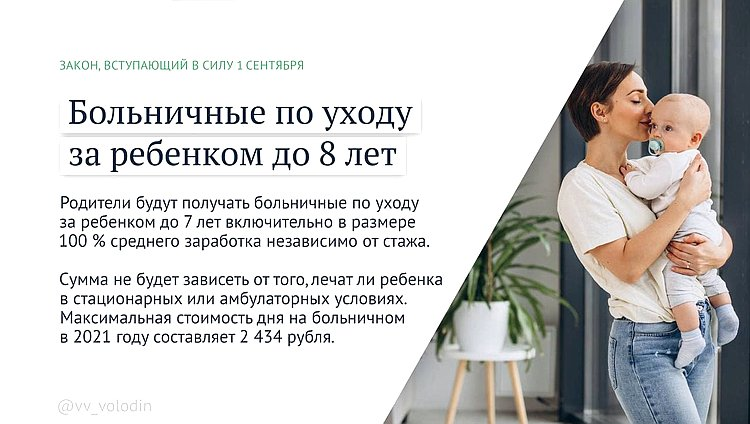 ЗАКОН, ВСТУПАЮЩИЙ В СИЛУ 1 СЕНТЯБРЯ
Больничные по уходу
за ребенком до 8 лет
Родители будут получать больничные по уходу
за ребенком до 7 лет включительно в размере
100 % среднего заработка независимо от стажа.
Сумма не будет зависеть от того, лечат ли ребенка
в стационарных или амбулаторных условиях.
Максимальная стоимость дня на больничном
в 2021 году составляет 2 434 рубля.
@vv_volodin